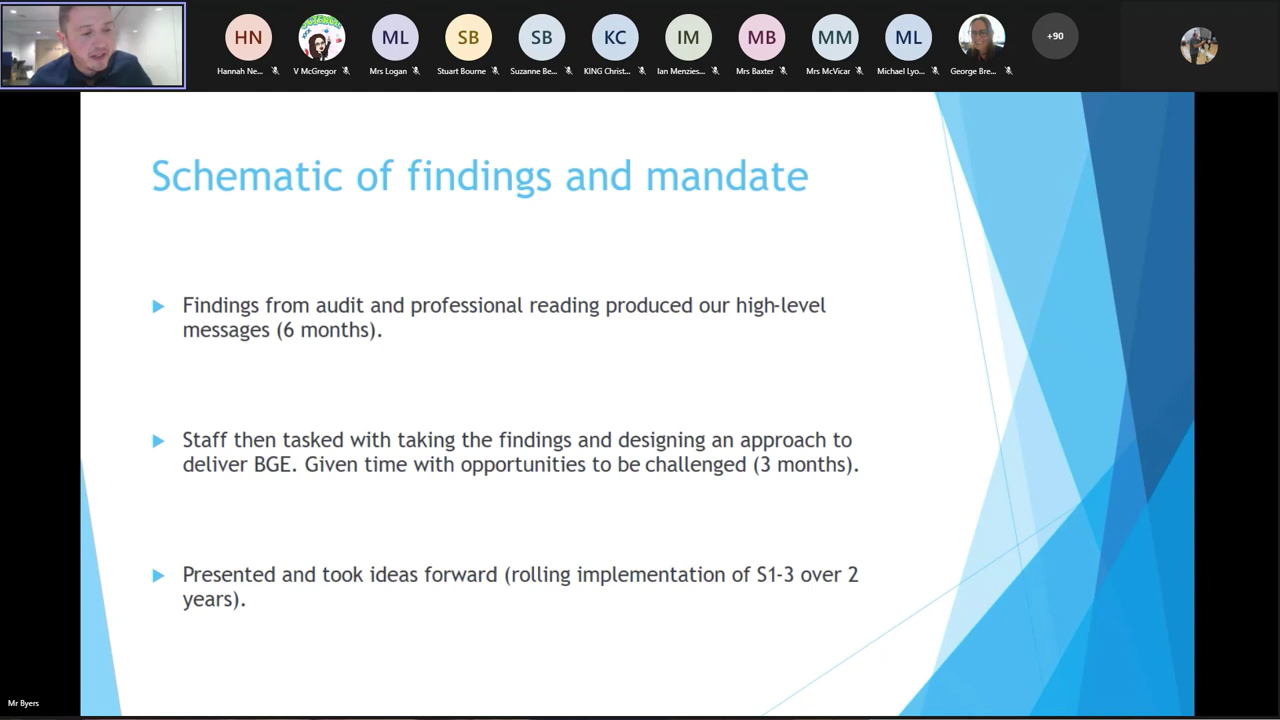 HN
ML
SB
SB
KC
IM
MB
MM
ML
+90
Hannah Ne...
V McGregor
Mrs Logan
Stuart Bourne
Suzanne Be...
KING Christ...
Ian Menzies...
Mrs Baxter
Mrs McVicar
Michael Lyo...
George Bre...
Schematic of findings and mandate
Findings from audit and professional reading produced our high-level
messages (6 months).
Staff then tasked with taking the findings and designing an approach to
deliver BGE. Given time with opportunities to be challenged (3 months).
Presented and took ideas forward (rolling implementation of S1-3 over 2
years).
Mr Byers